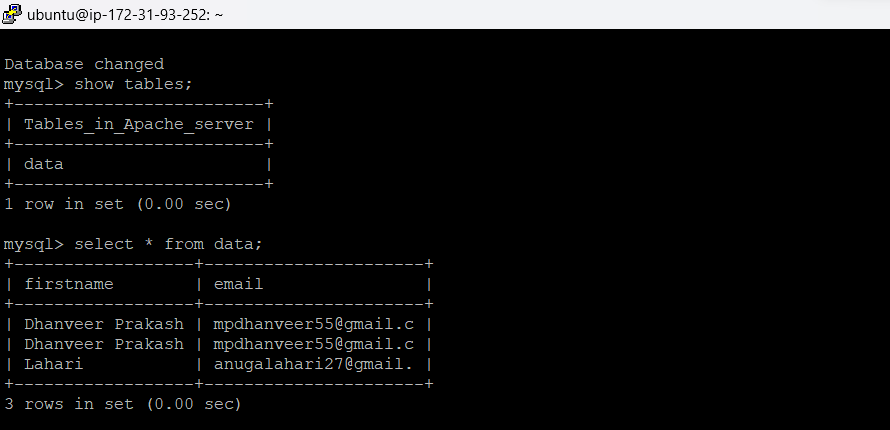 ubuntu@ip-172-31-93-252: ~
Database changed
mysql> show tables;
+-------------------------+
| Tables_in_Apache_server |
+-------------------------+
| data                    |
+-------------------------+
1 row in set (0.00 sec)
mysql> select * from data;
+------------------+----------------------+
| firstname        | email                |
+------------------+----------------------+
| Dhanveer Prakash | mpdhanveer55@gmail.c |
| Dhanveer Prakash | mpdhanveer55@gmail.c |
| Lahari           | anugalahari27@gmail. |
+------------------+----------------------+
3 rows in set (0.00 sec)